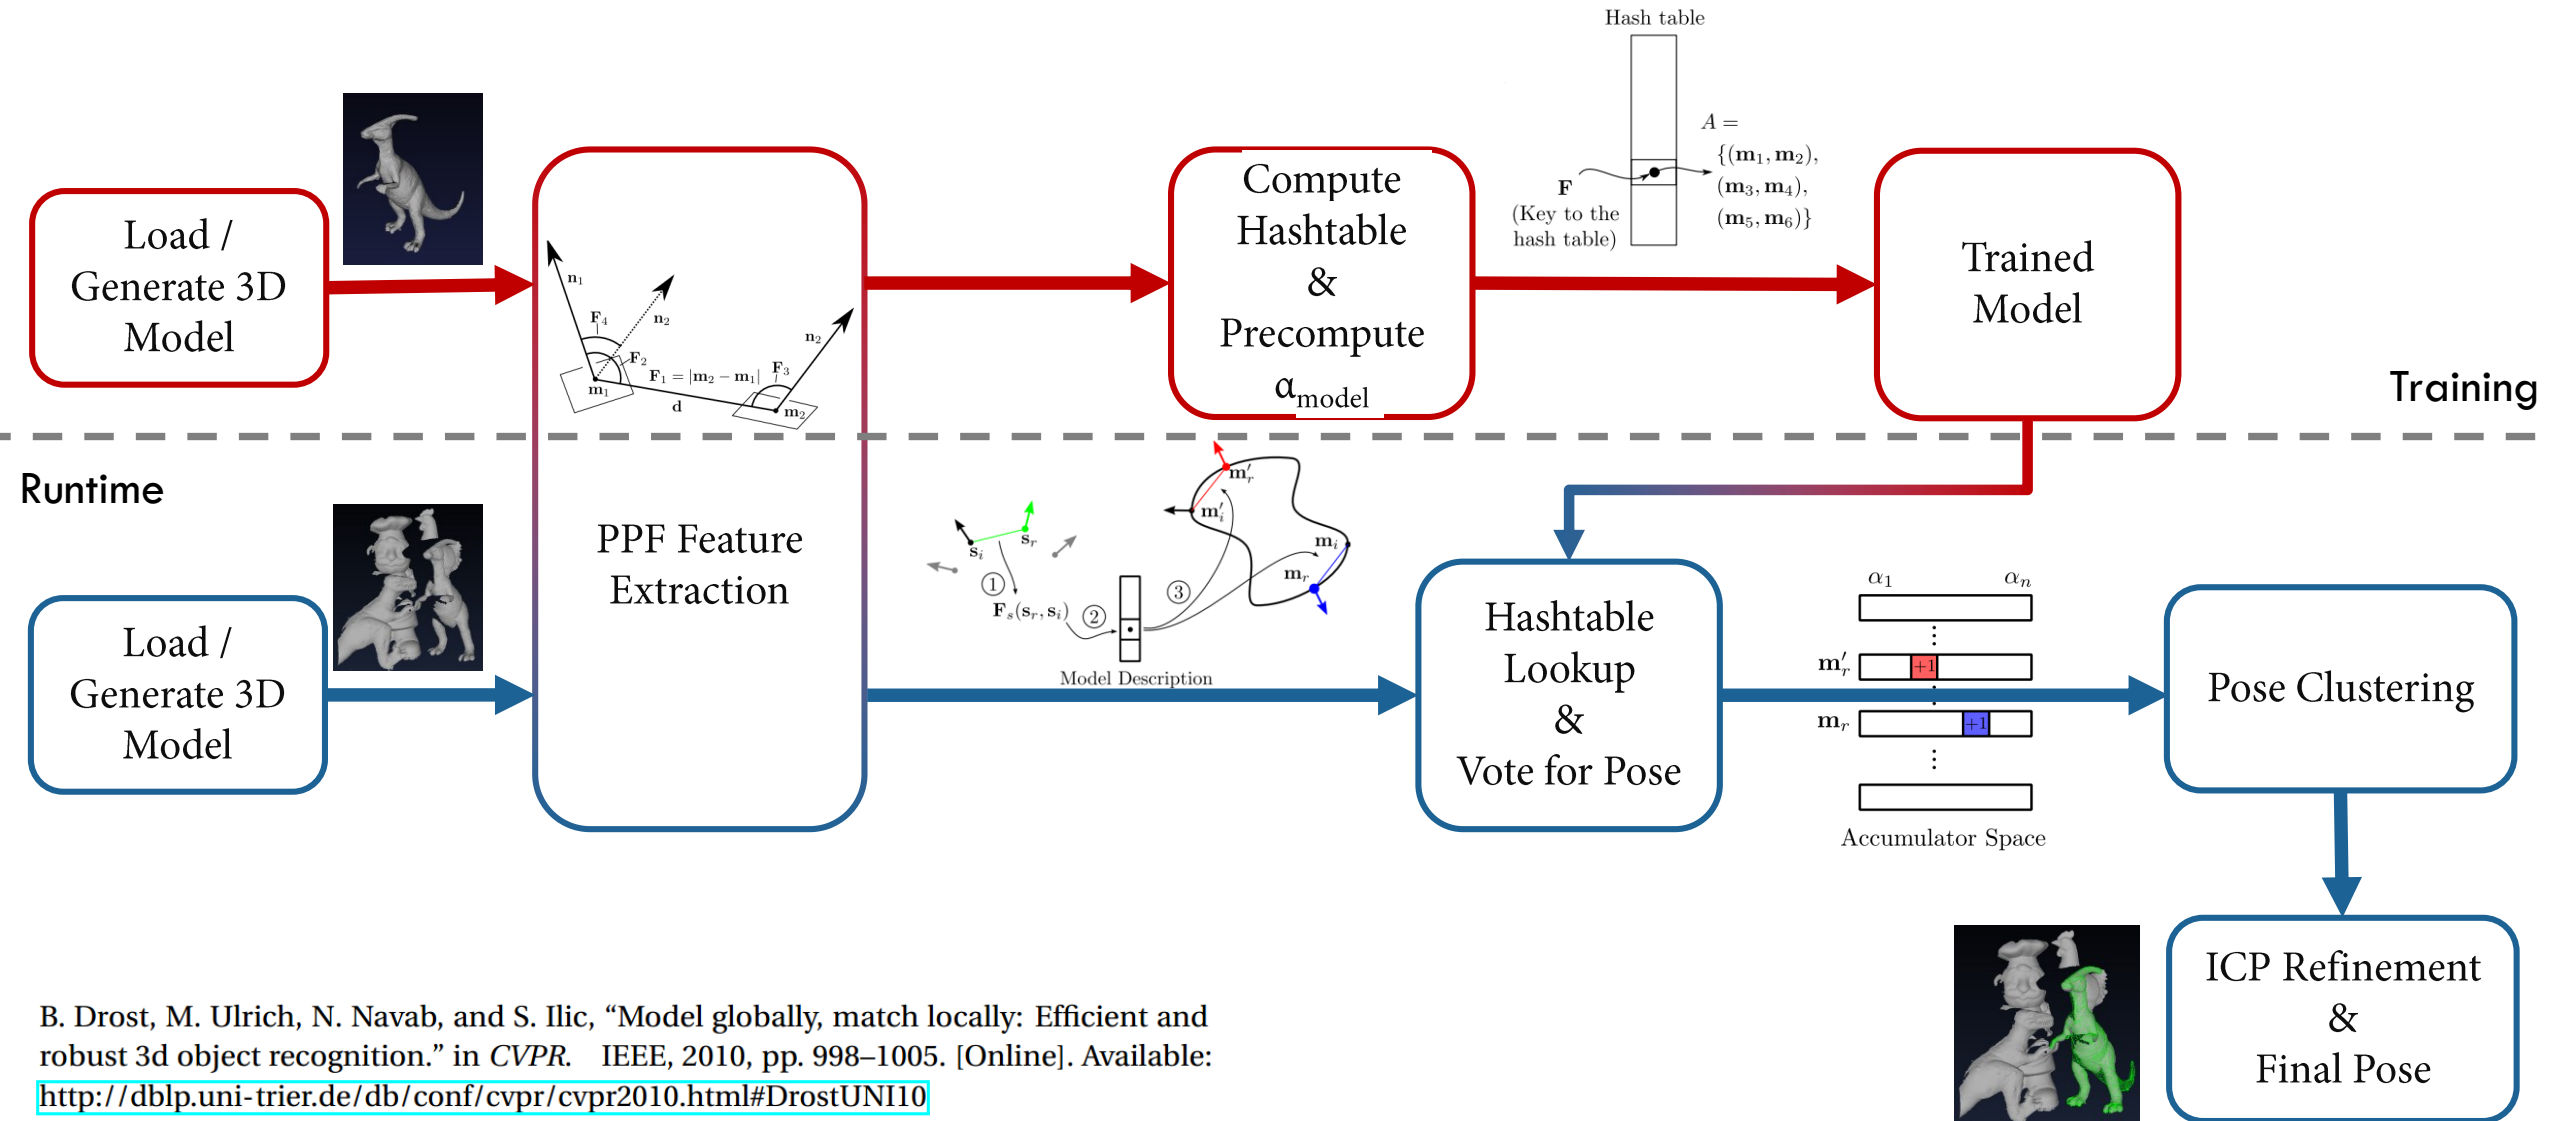 Hash table
A =
{(m₁, m₂),
(m₃, m₄),
(m₅, m₆)}
F
(Key to the
hash table)
Load /
Generate 3D
Model
n₁
F₄
n₂
F₂
n₂
F₁ = |m₂ − m₁|
F₃
m₁
d
m₂
Compute
Hashtable
&
Precompute
α_model
Trained
Model
Training
Runtime
Load /
Generate 3D
Model
PPF Feature
Extraction
m′ᵣ
m′ᵢ
sᵢ
sᵣ
mᵢ
mᵣ
①
Fₛ(sᵣ, sᵢ)
②
③
Model Description
Hashtable
Lookup
&
Vote for Pose
α₁ αₙ
⋮
m′ᵣ +1
⋮
mᵣ +1
⋮
Accumulator Space
Pose Clustering
ICP Refinement
&
Final Pose
B. Drost, M. Ulrich, N. Navab, and S. Ilic, “Model globally, match locally: Efficient and
robust 3d object recognition.” in CVPR. IEEE, 2010, pp. 998–1005. [Online]. Available:
http://dblp.uni-trier.de/db/conf/cvpr/cvpr2010.html#DrostUNI10